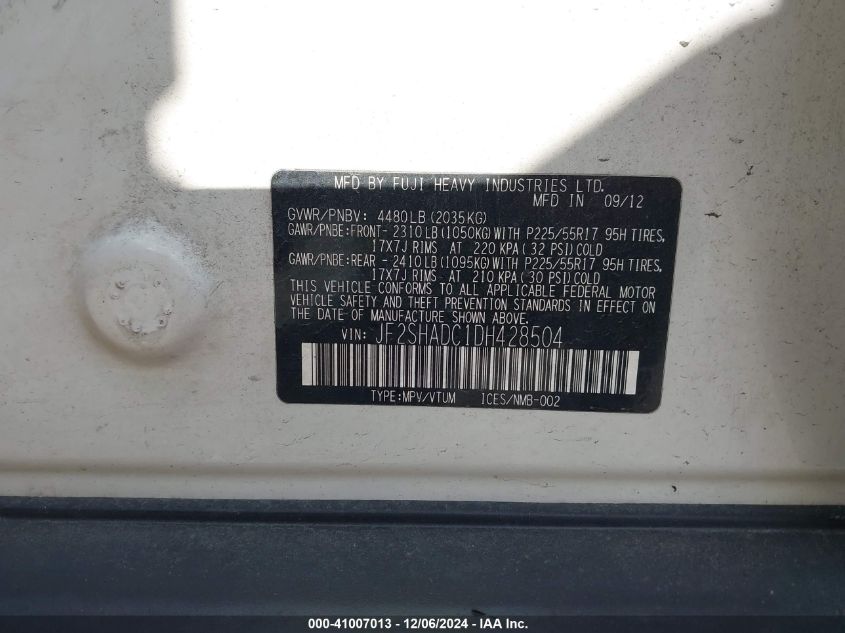 MFD BY FUJI HEAVY INDUSTRIES LTD.
MFD IN 09/12
GVWR/PNBV: 4480LB (2035KG)
GAWR/PNBE:FRONT- 2310LB(1050KG)WITH P225/55R17 95H TIRES,
17X7J RIMS AT 220 KPA (32 PSI)COLD
GAWR/PNBE:REAR - 2410LB(1095KG)WITH P225/55R17 95H TIRES,
17X7J RIMS AT 210 KPA (30 PSI)COLD
THIS VEHICLE CONFORMS TO ALL APPLICABLE FEDERAL MOTOR
VEHICLE SAFETY AND THEFT PREVENTION STANDARDS IN EFFECT
ON THE DATE OF MANUFACTURE SHOWN ABOVE.
VIN: JF2SHADC1DH428504
TYPE:MPV/VTUM ICES/NMB-002
000-41007013 - 12/06/2024 - IAA Inc.